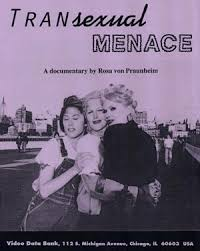 TRANsexual
MENACE
A documentary by Rosa von Praunheim
Video Data Bank, 112 S. Michigan Avenue, Chicago, IL 60603 USA